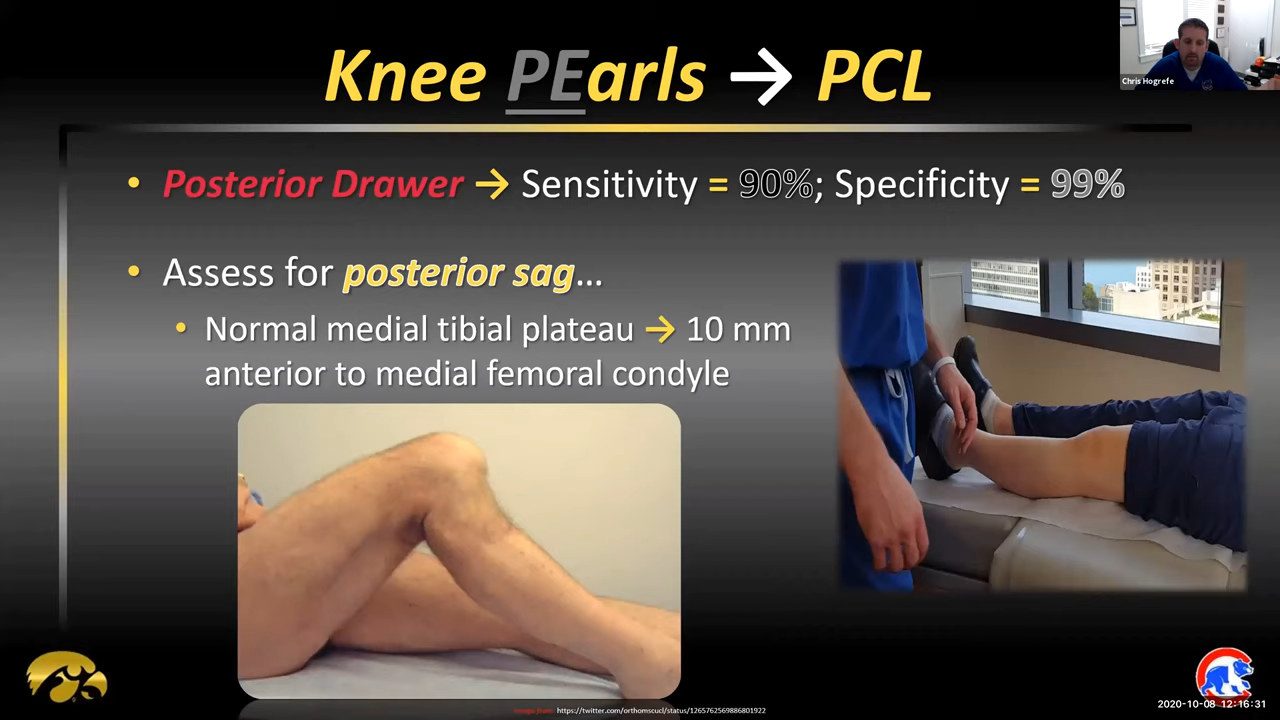 Knee PEarls → PCL
Chris Hogrefe
• Posterior Drawer → Sensitivity = 90%; Specificity = 99%
• Assess for posterior sag...
• Normal medial tibial plateau → 10 mm
anterior to medial femoral condyle
https://twitter.com/orthomscucl/status/1265762569886801922
2020-10-08 12:16:31